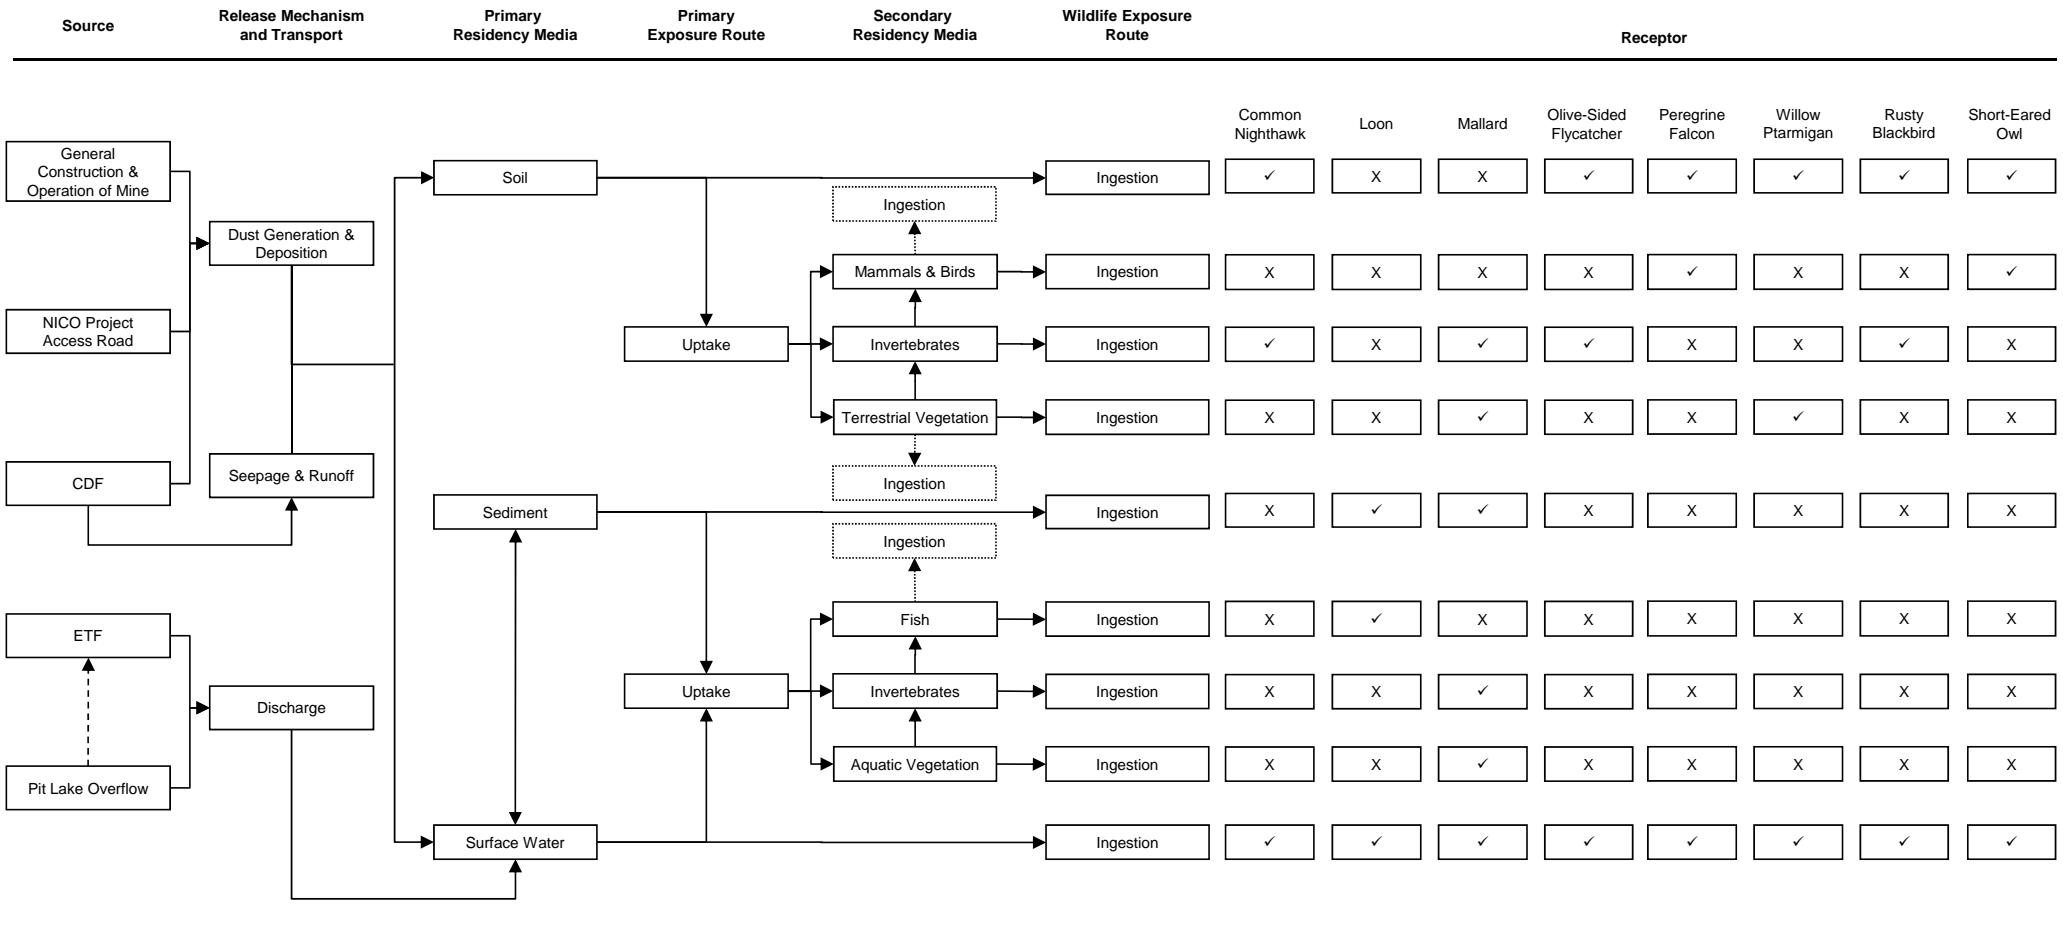 Source
Release Mechanism
and Transport
Primary
Residency Media
Primary
Exposure Route
Secondary
Residency Media
Wildlife Exposure
Route
Receptor
Common
Nighthawk
Loon
Mallard
Olive-Sided
Flycatcher
Peregrine
Falcon
Willow
Ptarmigan
Rusty
Blackbird
Short-Eared
Owl
General
Construction &
Operation of Mine
Soil
Ingestion
✓ X X ✓ ✓ ✓ ✓ ✓
Ingestion
Dust Generation &
Deposition
Mammals & Birds
Ingestion
X X X X ✓ X X ✓
NICO Project
Access Road
Uptake
Invertebrates
Ingestion
✓ X ✓ ✓ X X ✓ X
Terrestrial Vegetation
Ingestion
X X ✓ X X ✓ X X
CDF
Seepage & Runoff
Ingestion
Sediment
Ingestion
X ✓ ✓ X X X X X
Ingestion
ETF
Fish
Ingestion
X ✓ X X X X X X
Discharge
Uptake
Invertebrates
Ingestion
X X ✓ X X X X X
Pit Lake Overflow
Aquatic Vegetation
Ingestion
X X ✓ X X X X X
Surface Water
Ingestion
✓ ✓ ✓ ✓ ✓ ✓ ✓ ✓